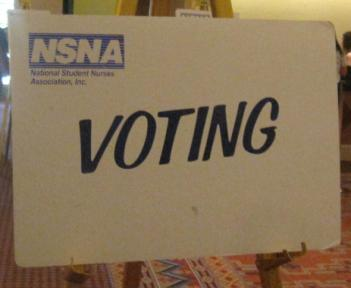 NSNA
National Student Nurses
Association, Inc.
VOTING